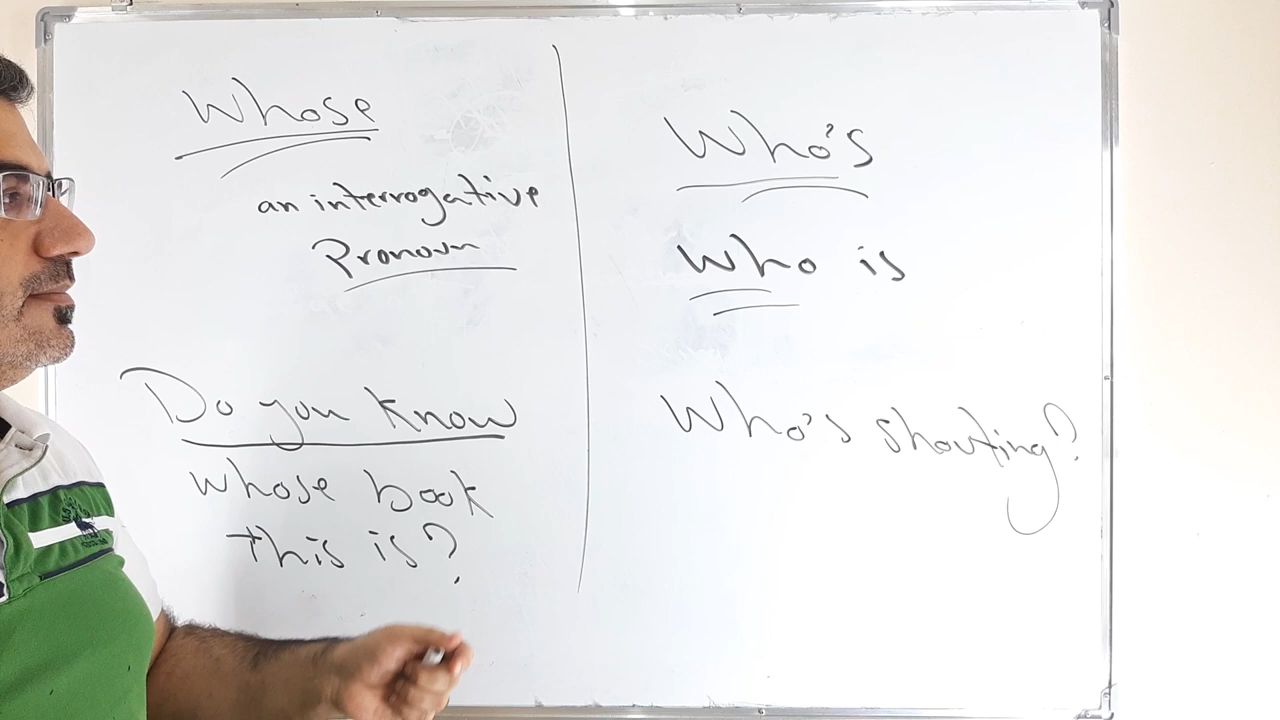 Whose
an interrogative
Pronoun
Do you know
whose book
this is?
Who's
Who is
Who's shouting?